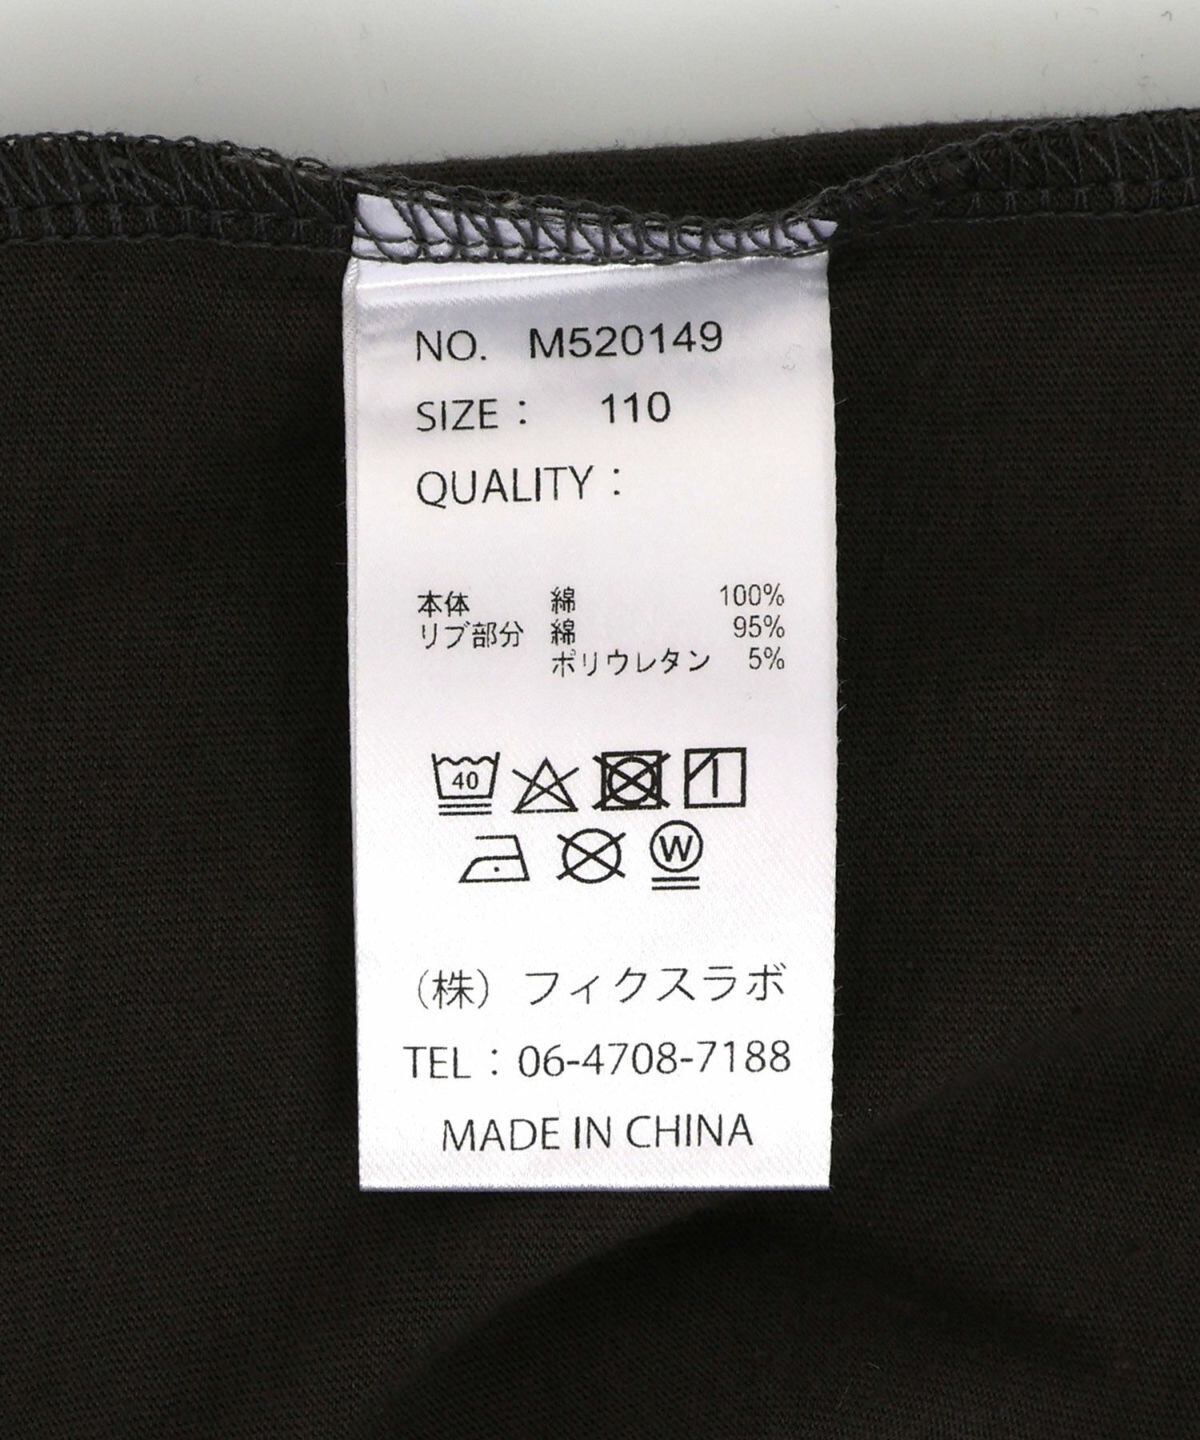 NO. M520149
SIZE： 110
QUALITY：
本体 綿 100%
リブ部分 綿 95%
ポリウレタン 5%
40
W
（株）フィクスラボ
TEL：06-4708-7188
MADE IN CHINA